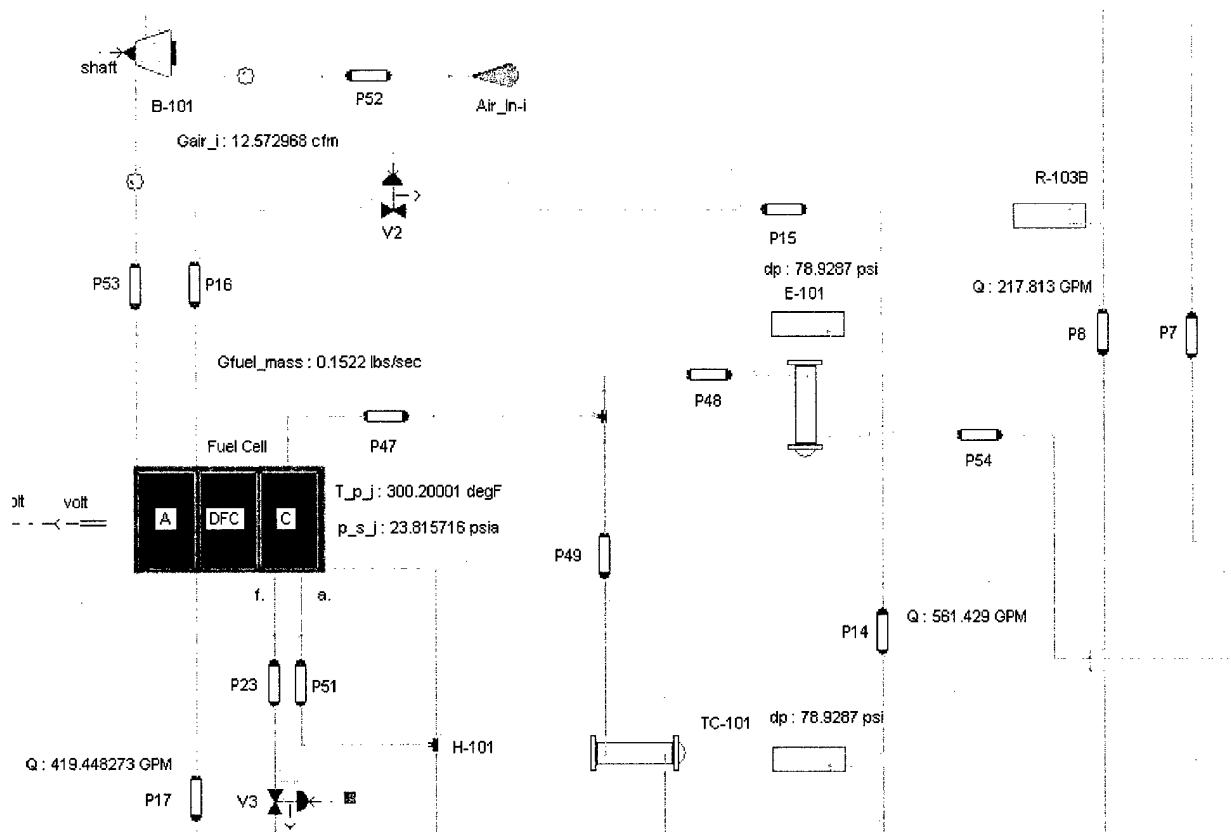 shaft
B-101
P52
Air_in-i
Gair_i : 12.572968 cfm
V2
R-103B
P15
dp : 78.9287 psi
E-101
Q : 217.813 GPM
P53
P16
P8
P7
Gfuel_mass : 0.1522 lbs/sec
P48
P47
P54
Fuel Cell
T_p_j : 300.20001 degF
p_s_j : 23.815716 psia
volt
A
DFC
C
P49
f.
a.
Q : 561.429 GPM
P14
P23
P51
H-101
TC-101
dp : 78.9287 psi
Q : 419.448273 GPM
P17
V3